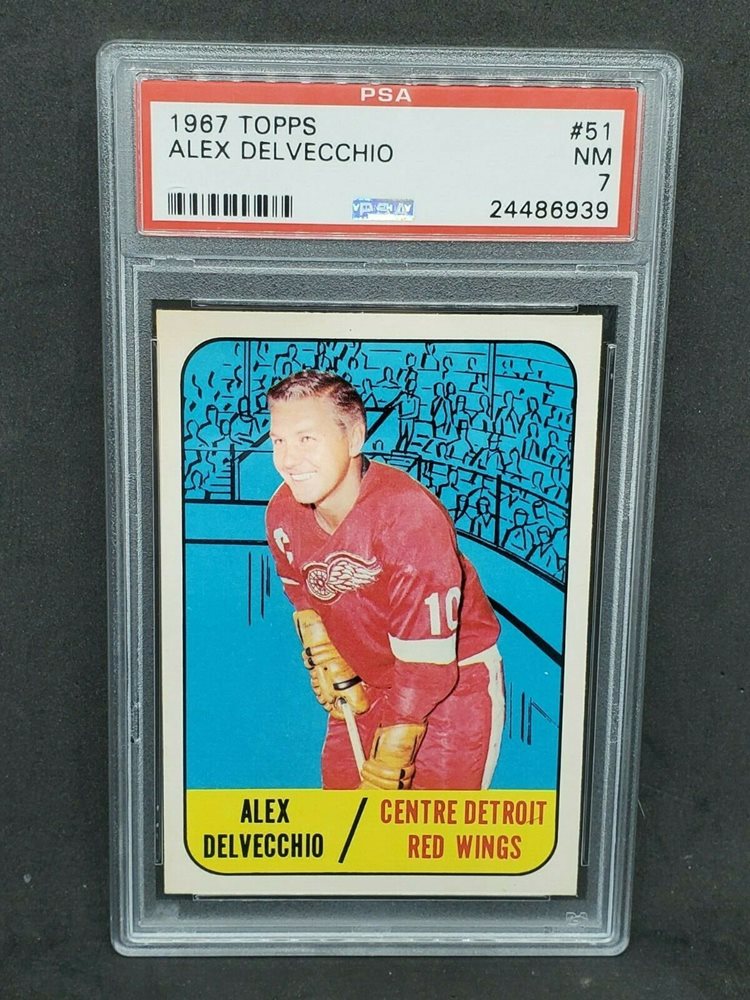 PSA
1967 TOPPS #51
ALEX DELVECCHIO NM
7
24486939
C
10
ALEX DELVECCHIO / CENTRE DETROIT RED WINGS